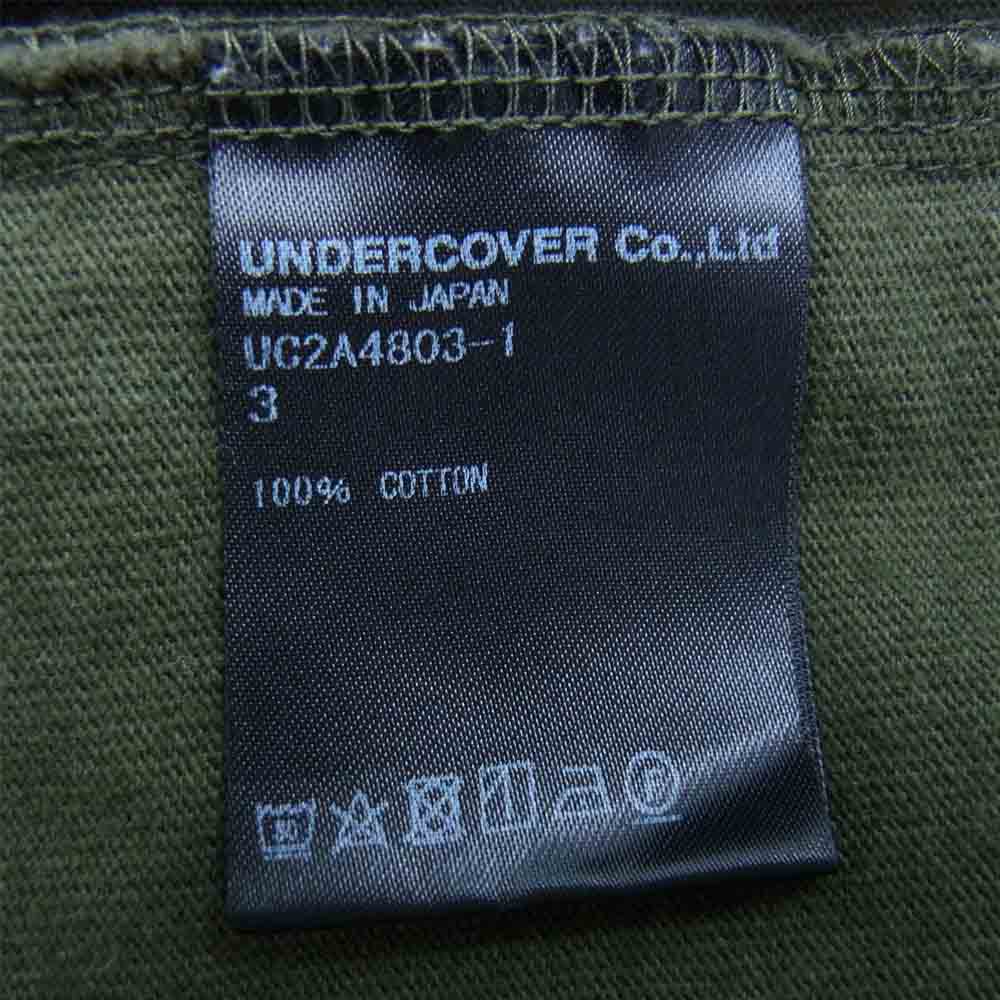 UNDERCOVER Co.,Ltd
MADE IN JAPAN
UC2A4803-1
3
100% COTTON